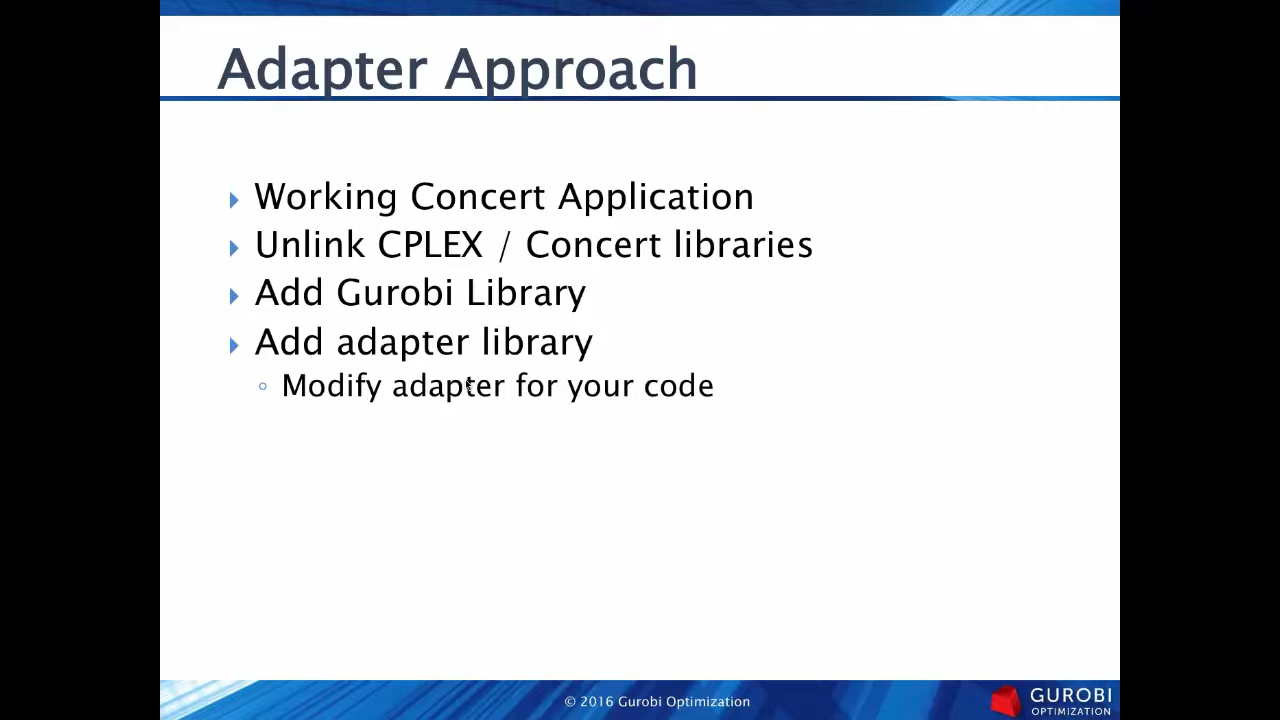 Adapter Approach
Working Concert Application
Unlink CPLEX / Concert libraries
Add Gurobi Library
Add adapter library
Modify adapter for your code
© 2016 Gurobi Optimization
GUROBI
OPTIMIZATION